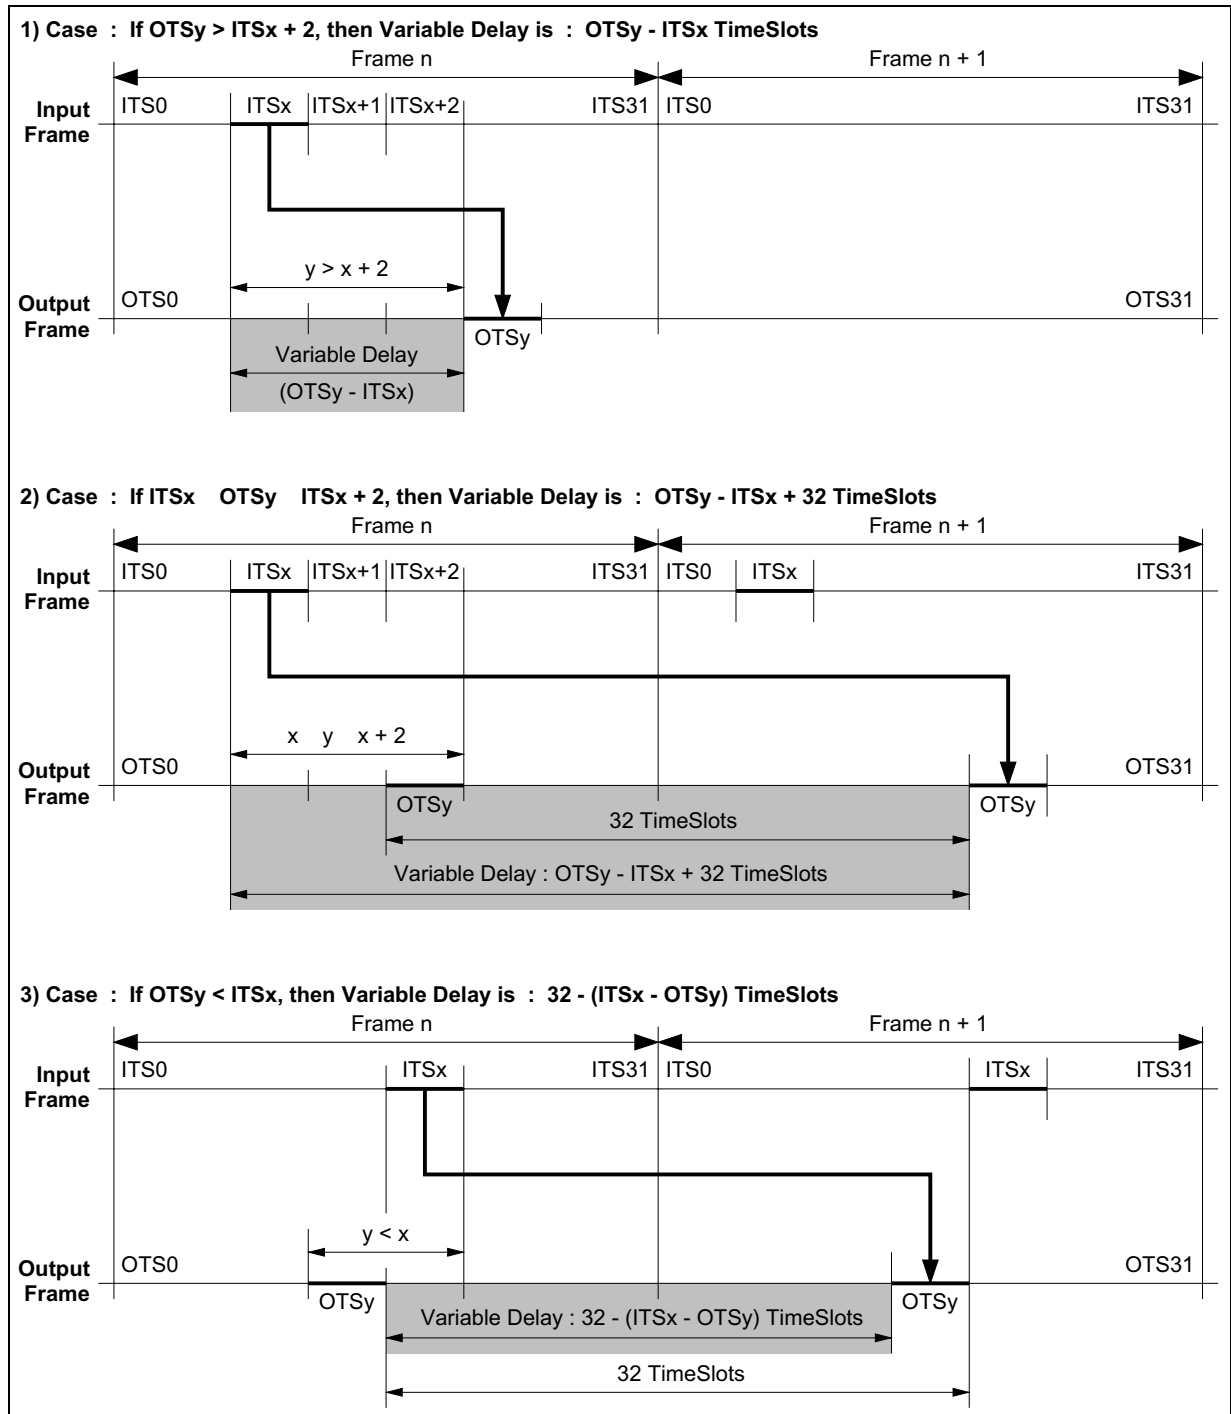 1) Case : If OTSy > ITSx + 2, then Variable Delay is : OTSy - ITSx TimeSlots
Frame n
Frame n + 1
Input Frame
ITS0
ITSx
ITSx+1
ITSx+2
ITS31
ITS0
ITS31
y > x + 2
Output Frame
OTS0
OTS31
OTSy
Variable Delay
(OTSy - ITSx)
2) Case : If ITSx OTSy ITSx + 2, then Variable Delay is : OTSy - ITSx + 32 TimeSlots
Frame n
Frame n + 1
Input Frame
ITS0
ITSx
ITSx+1
ITSx+2
ITS31
ITS0
ITSx
ITS31
x y x + 2
Output Frame
OTS0
OTS31
OTSy
OTSy
32 TimeSlots
Variable Delay : OTSy - ITSx + 32 TimeSlots
3) Case : If OTSy < ITSx, then Variable Delay is : 32 - (ITSx - OTSy) TimeSlots
Frame n
Frame n + 1
Input Frame
ITS0
ITSx
ITS31
ITS0
ITSx
ITS31
y < x
Output Frame
OTS0
OTS31
OTSy
OTSy
Variable Delay : 32 - (ITSx - OTSy) TimeSlots
32 TimeSlots